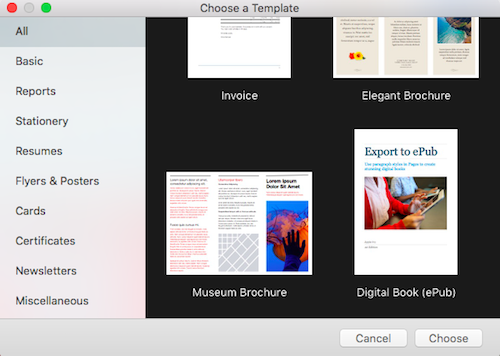 Choose a Template
All
Basic
Reports
Stationery
Resumes
Flyers & Posters
Cards
Certificates
Newsletters
Miscellaneous
Invoice
Elegant Brochure
Lorem Ipsum
Dolor Sit Amet
Museum Brochure
Export to ePub
Use paragraph styles in Pages to create
stunning digital books
Digital Book (ePub)
Cancel
Choose